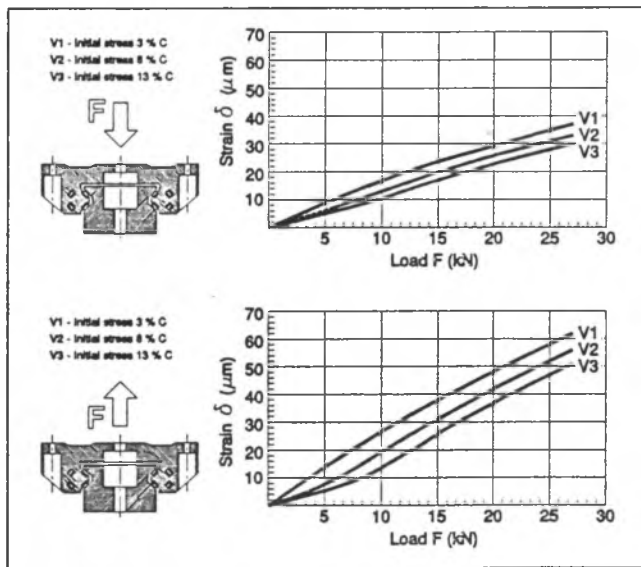 V1 - Initial stress 3 % C
V2 - Initial stress 8 % C
V3 - Initial stress 13 % C
F
Strain δ (μm)
70
60
50
40
30
20
10
V1
V2
V3
5 10 15 20 25 30
Load F (kN)
V1 - Initial stress 3 % C
V2 - Initial stress 8 % C
V3 - Initial stress 13 % C
F
Strain δ (μm)
70
60
50
40
30
20
10
V1
V2
V3
5 10 15 20 25 30
Load F (kN)